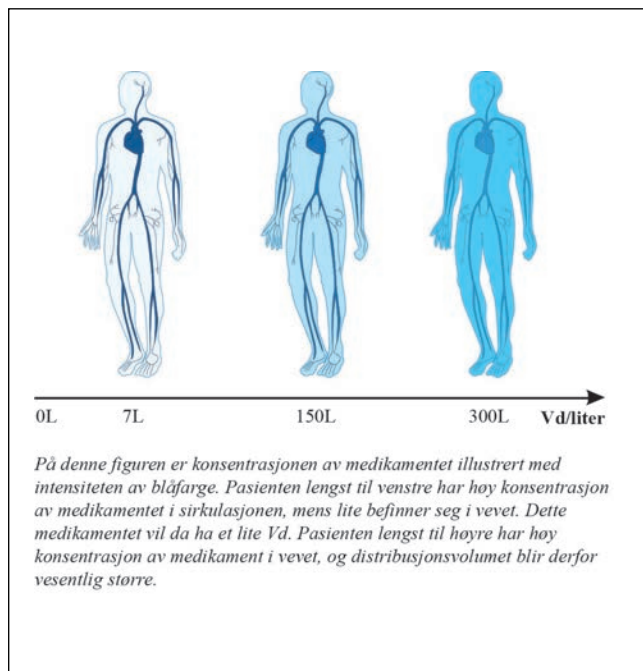 0L 7L 150L 300L Vd/liter
På denne figuren er konsentrasjonen av medikamentet illustrert med
intensiteten av blåfarge. Pasienten lengst til venstre har høy konsentrasjon
av medikamentet i sirkulasjonen, mens lite befinner seg i vevet. Dette
medikamentet vil da ha et lite Vd. Pasienten lengst til høyre har høy
konsentrasjon av medikament i vevet, og distribusjonsvolumet blir derfor
vesentlig større.